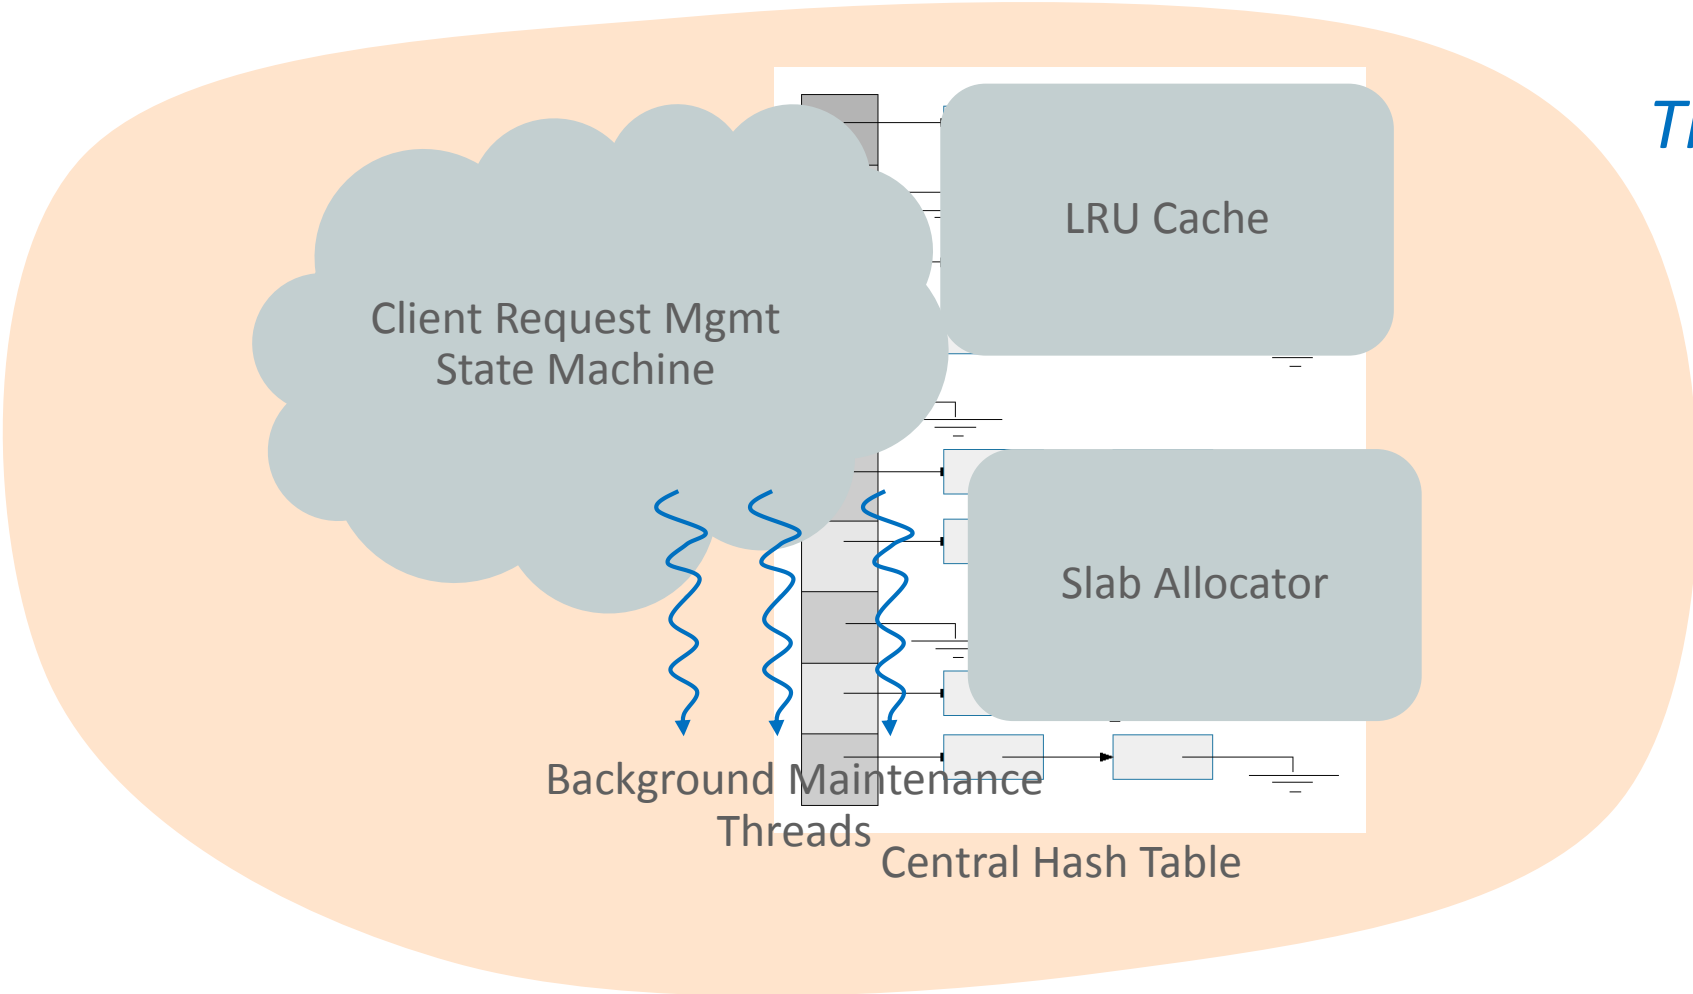 LRU Cache
Client Request Mgmt
State Machine
Slab Allocator
Background Maintenance
Threads
Central Hash Table